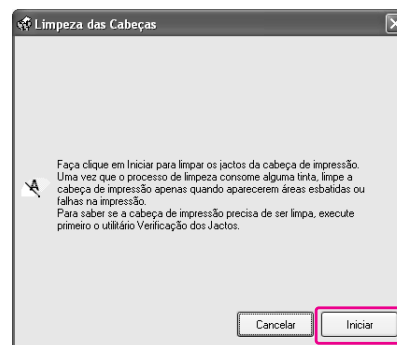 Limpeza das Cabeças
Faça clique em Iniciar para limpar os jactos da cabeça de impressão.
Uma vez que o processo de limpeza consome alguma tinta, limpe a
cabeça de impressão apenas quando aparecerem áreas esbatidas ou
falhas na impressão.
Para saber se a cabeça de impressão precisa de ser limpa, execute
primeiro o utilitário Verificação dos Jactos.
Cancelar
Iniciar